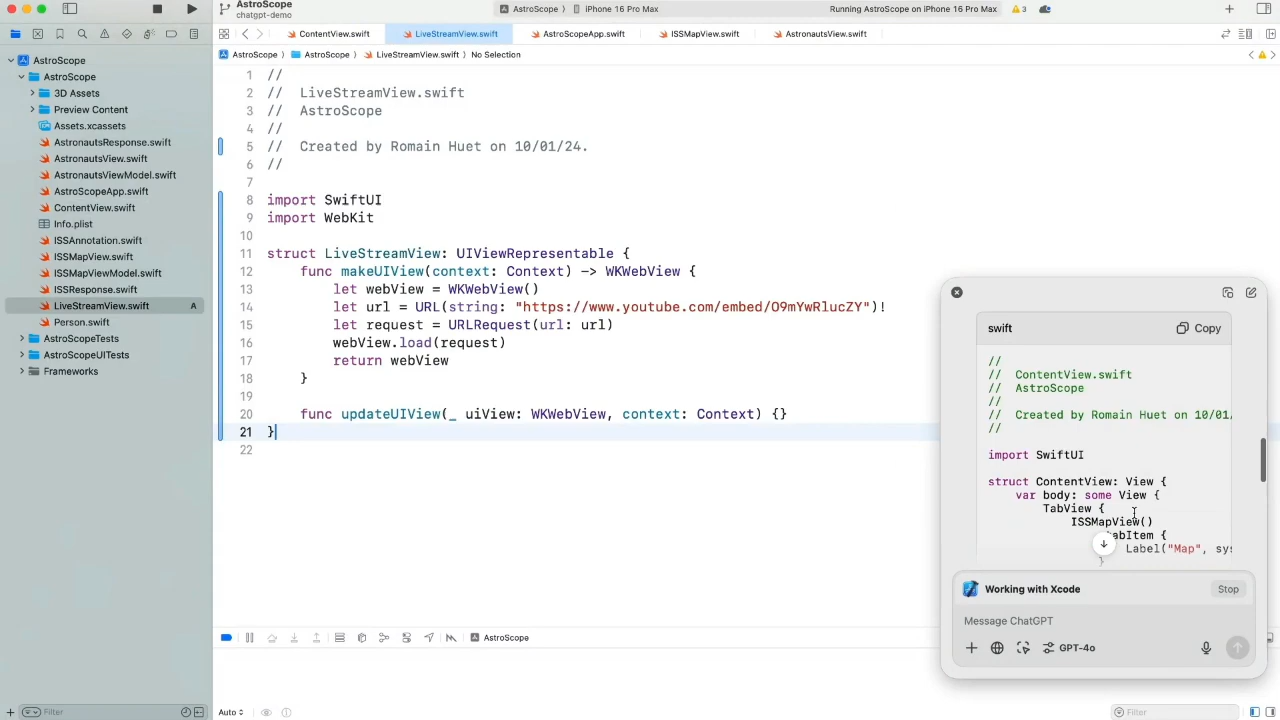 AstroScope
chatgpt-demo
AstroScope 〉 iPhone 16 Pro Max
Running AstroScope on iPhone 16 Pro Max
3
ContentView.swift
LiveStreamView.swift
AstroScopeApp.swift
ISSMapView.swift
AstronautsView.swift
AstroScope 〉 AstroScope 〉 LiveStreamView.swift 〉 No Selection
AstroScope
AstroScope
3D Assets
Preview Content
Assets.xcassets
AstronautsResponse.swift
AstronautsView.swift
AstronautsViewModel.swift
AstroScopeApp.swift
ContentView.swift
Info.plist
ISSAnnotation.swift
ISSMapView.swift
ISSMapViewModel.swift
ISSResponse.swift
LiveStreamView.swift A
Person.swift
AstroScopeTests
AstroScopeUITests
Frameworks
Filter
1 //
2 //  LiveStreamView.swift
3 //  AstroScope
4 //
5 //  Created by Romain Huet on 10/01/24.
6 //
7
8 import SwiftUI
9 import WebKit
10
11 struct LiveStreamView: UIViewRepresentable {
12     func makeUIView(context: Context) -> WKWebView {
13         let webView = WKWebView()
14         let url = URL(string: "https://www.youtube.com/embed/O9mYwRlucZY")!
15         let request = URLRequest(url: url)
16         webView.load(request)
17         return webView
18     }
19
20     func updateUIView(_ uiView: WKWebView, context: Context) {}
21 }
22
AstroScope
Auto
Filter
swift
Copy
//
//  ContentView.swift
//  AstroScope
//
//  Created by Romain Huet on 10/01/
//
import SwiftUI
struct ContentView: View {
    var body: some View {
        TabView {
            ISSMapView()
                abItem {
                    Label("Map", sys
                }
Working with Xcode
Stop
Message ChatGPT
GPT-4o